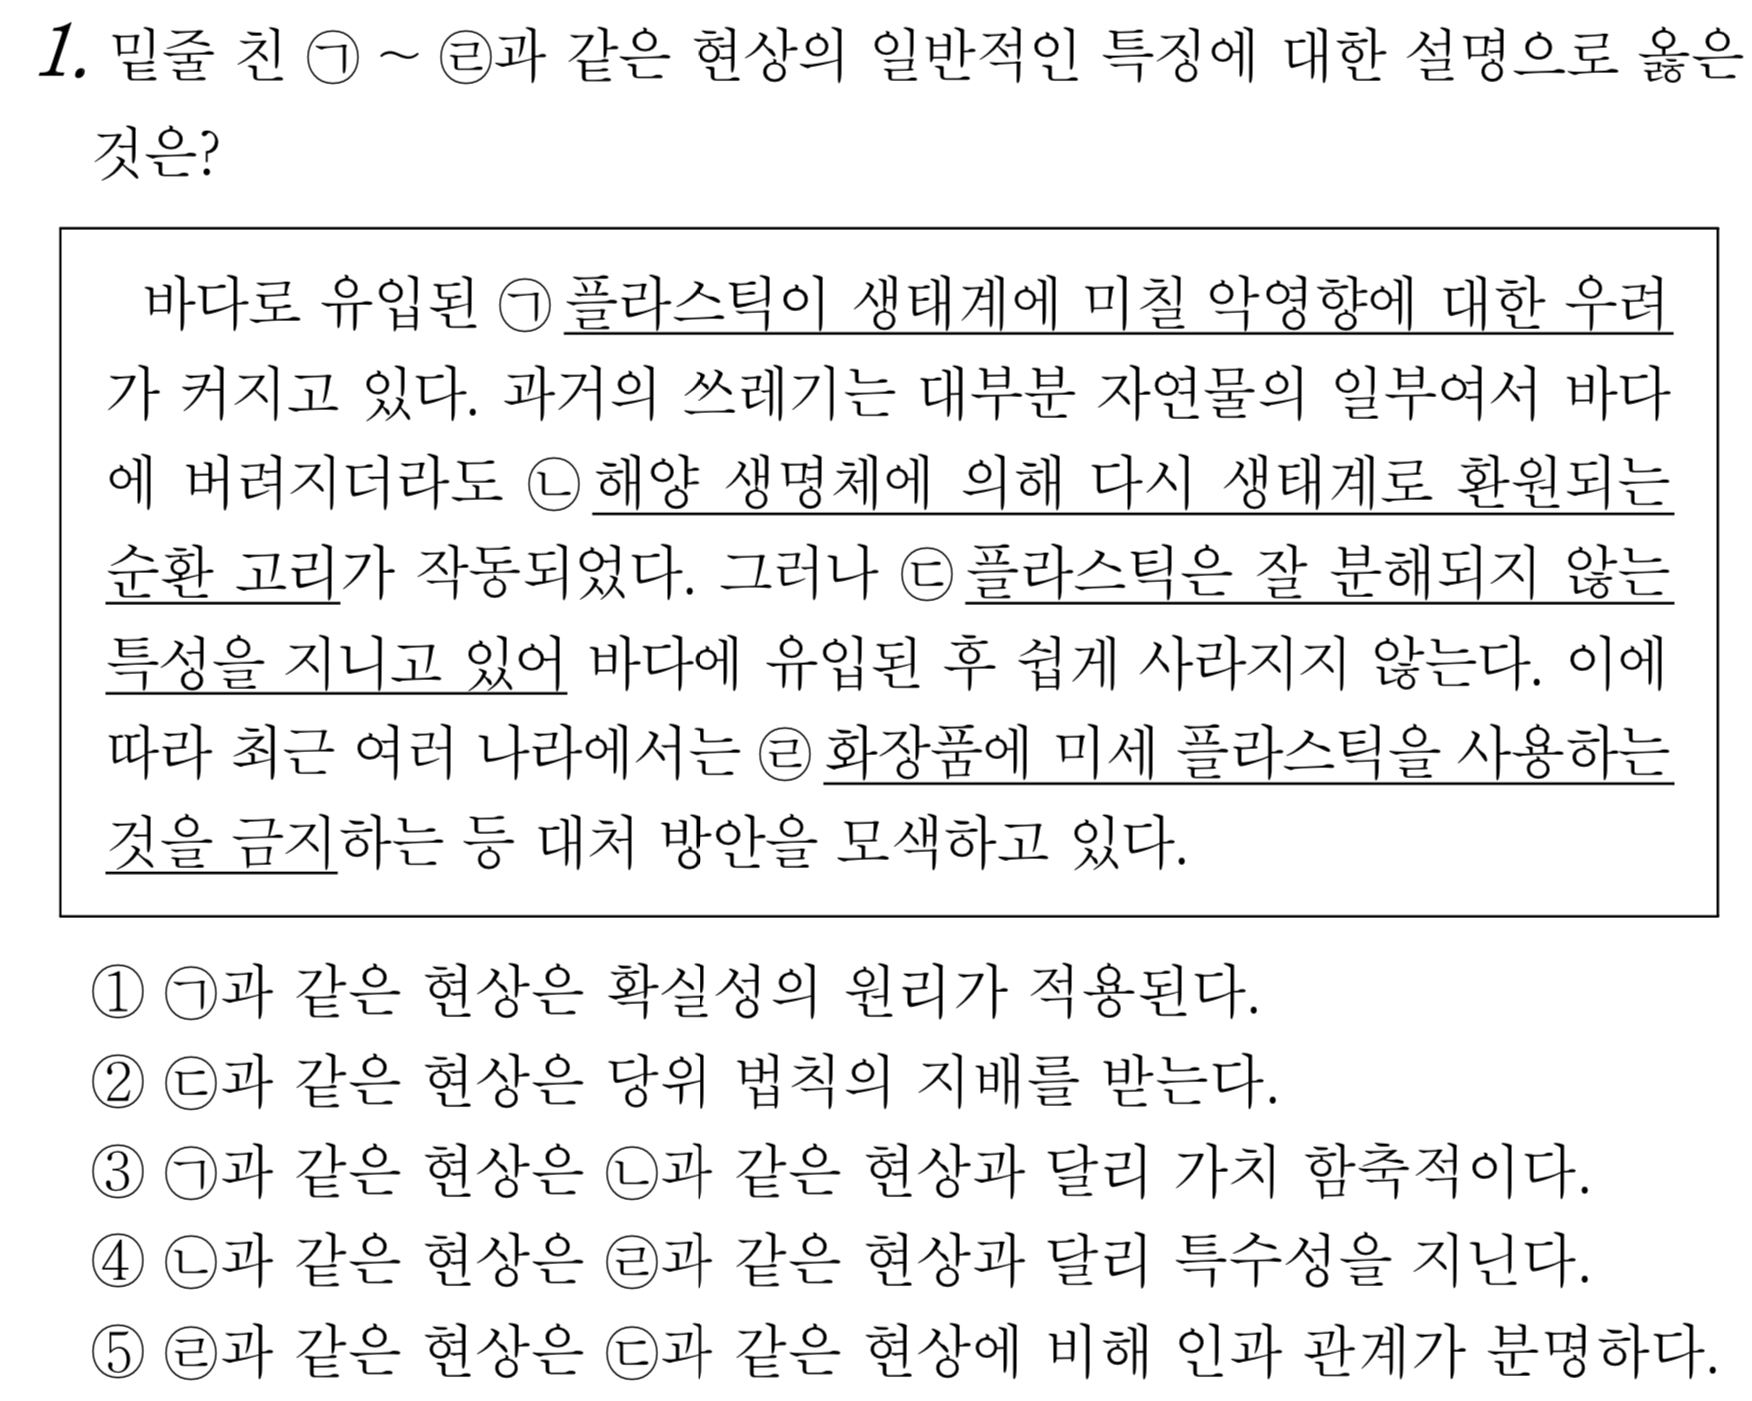 1. 밑줄 친 ㉠ ~ ㉣과 같은 현상의 일반적인 특징에 대한 설명으로 옳은
것은?
바다로 유입된 ㉠플라스틱이 생태계에 미칠 악영향에 대한 우려
가 커지고 있다. 과거의 쓰레기는 대부분 자연물의 일부여서 바다
에 버려지더라도 ㉡해양 생명체에 의해 다시 생태계로 환원되는
순환 고리가 작동되었다. 그러나 ㉢플라스틱은 잘 분해되지 않는
특성을 지니고 있어 바다에 유입된 후 쉽게 사라지지 않는다. 이에
따라 최근 여러 나라에서는 ㉣화장품에 미세 플라스틱을 사용하는
것을 금지하는 등 대처 방안을 모색하고 있다.
① ㉠과 같은 현상은 확실성의 원리가 적용된다.
② ㉢과 같은 현상은 당위 법칙의 지배를 받는다.
③ ㉠과 같은 현상은 ㉡과 같은 현상과 달리 가치 함축적이다.
④ ㉡과 같은 현상은 ㉣과 같은 현상과 달리 특수성을 지닌다.
⑤ ㉣과 같은 현상은 ㉢과 같은 현상에 비해 인과 관계가 분명하다.